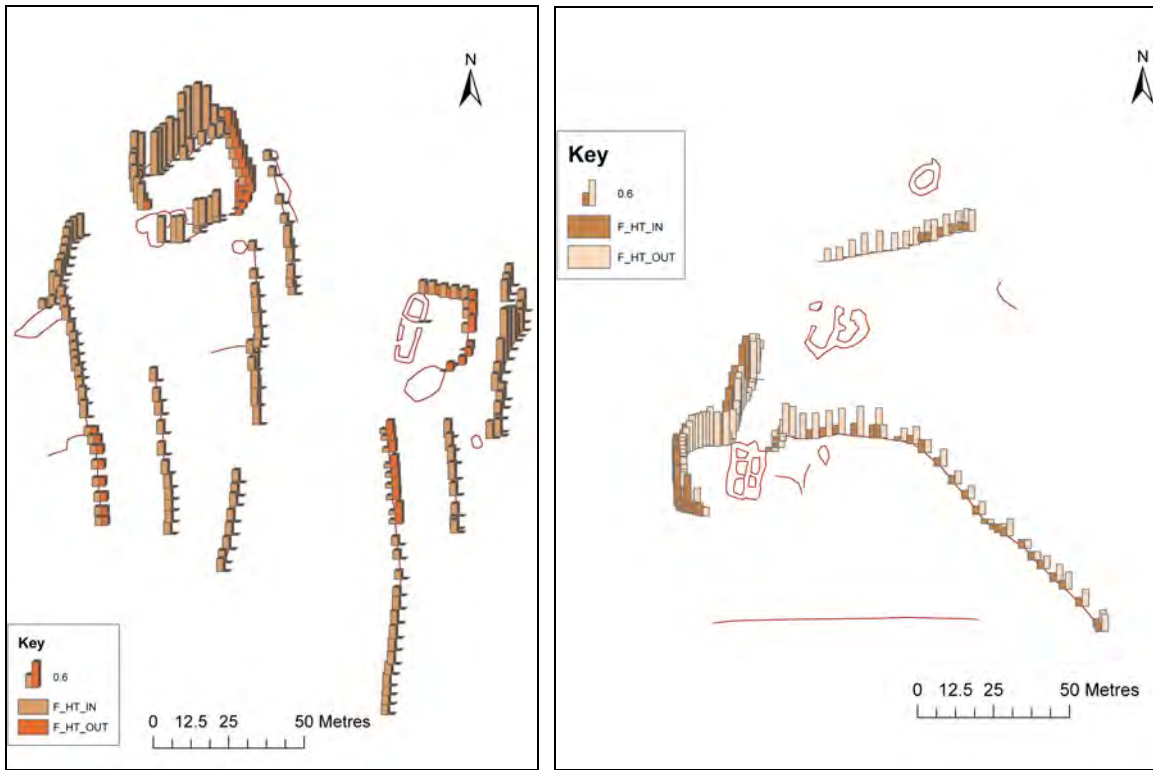 N
Key
0.6
F_HT_IN
F_HT_OUT
0 12.5 25 50 Metres
N
Key
0.6
F_HT_IN
F_HT_OUT
0 12.5 25 50 Metres